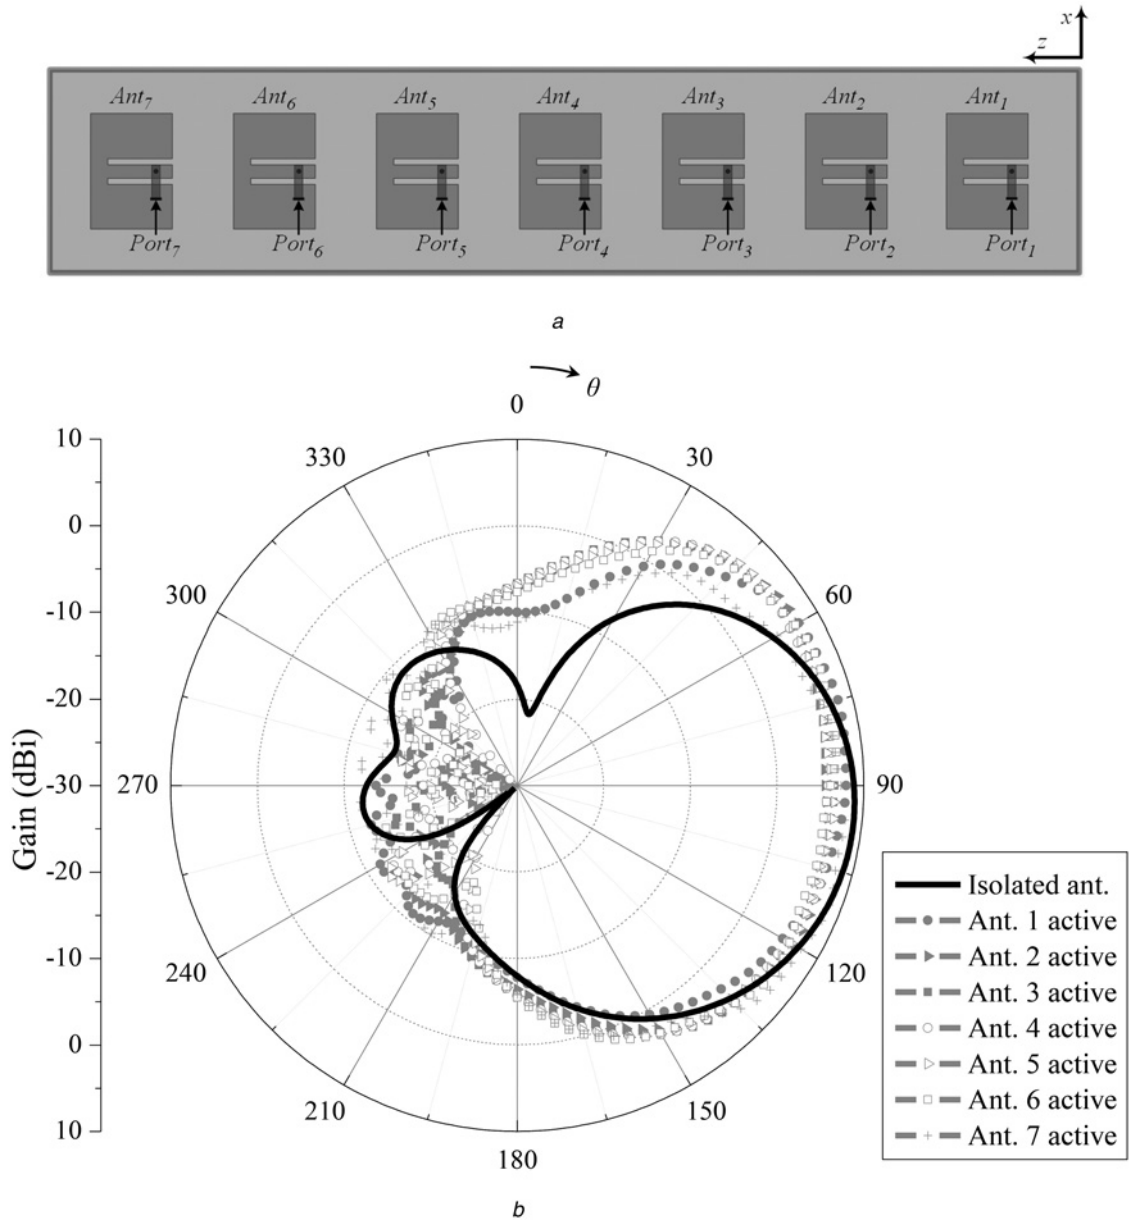 x
z
Ant7 Ant6 Ant5 Ant4 Ant3 Ant2 Ant1
Port7 Port6 Port5 Port4 Port3 Port2 Port1
a
θ
0
10
330
30
0
300
60
-10
-20
Gain (dBi)
-30
270
90
-20
Isolated ant.
Ant. 1 active
Ant. 2 active
Ant. 3 active
Ant. 4 active
Ant. 5 active
Ant. 6 active
Ant. 7 active
-10
240
120
0
210
150
10
180
b